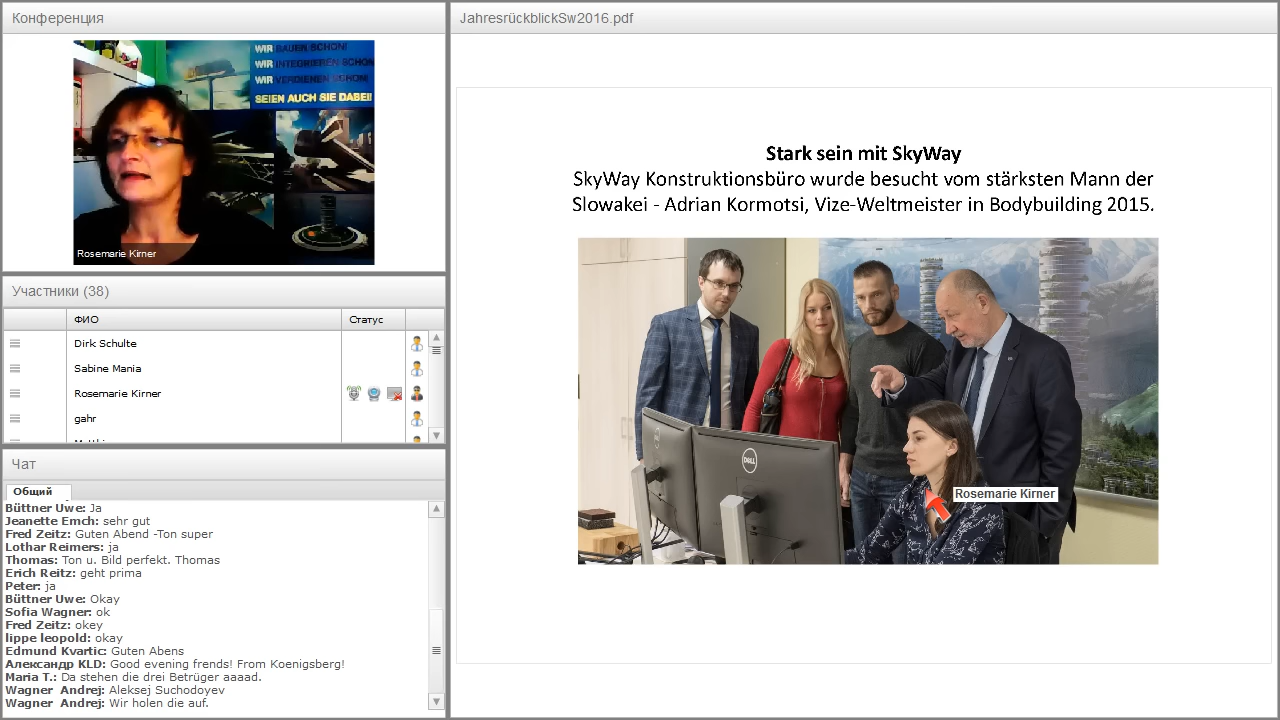 Конференция
WIR BAUEN SCHON!
WIR INTEGRIEREN SCHON
WIR VERDIENEN SCHON!
SEIEN AUCH SIE DABEI!
Rosemarie Kirner
Участники (38)
ФИО Статус
Dirk Schulte
Sabine Mania
Rosemarie Kirner
gahr
Чат
Общий
Büttner Uwe: Ja
Jeanette Emch: sehr gut
Fred Zeitz: Guten Abend -Ton super
Lothar Reimers: ja
Thomas: Ton u. Bild perfekt. Thomas
Erich Reitz: geht prima
Peter: ja
Büttner Uwe: Okay
Sofia Wagner: ok
Fred Zeitz: okey
lippe leopold: okay
Edmund Kvartic: Guten Abens
Александр KLD: Good evening frends! From Koenigsberg!
Maria T.: Da stehen die drei Betrüger aaaad.
Wagner Andrej: Aleksej Suchodoyev
Wagner Andrej: Wir holen die auf.
JahresrückblickSw2016.pdf
Stark sein mit SkyWay
SkyWay Konstruktionsbüro wurde besucht vom stärksten Mann der
Slowakei - Adrian Kormotsi, Vize-Weltmeister in Bodybuilding 2015.
DELL
Rosemarie Kirner